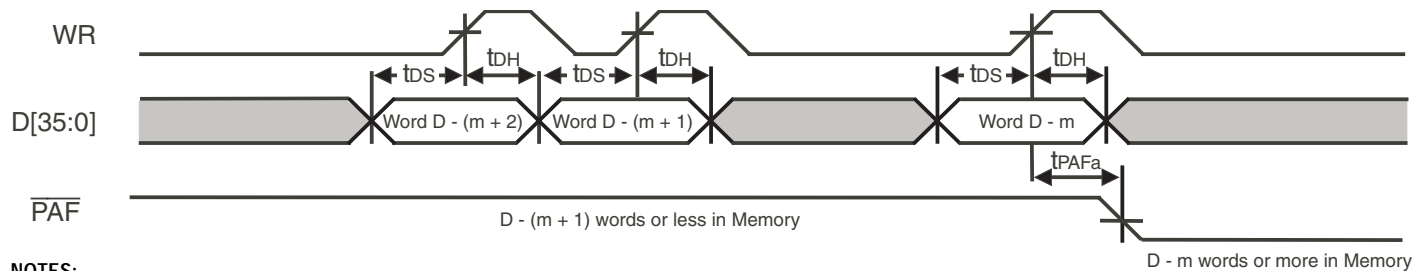 WR
tDS tDH tDS tDH tDS tDH
D[35:0] Word D - (m + 2) Word D - (m + 1) Word D - m
tPAFa
PAF
D - (m + 1) words or less in Memory
D - m words or more in Memory
NOTES: